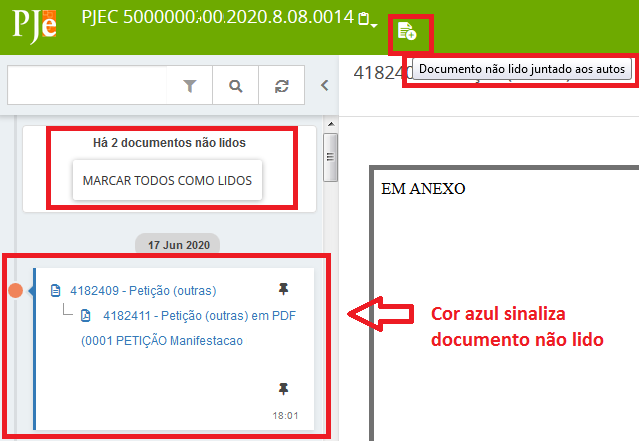 PJe PJEC 5000000 .00.2020.8.08.0014
Documento não lido juntado aos autos
Há 2 documentos não lidos
MARCAR TODOS COMO LIDOS
EM ANEXO
17 Jun 2020
4182409 - Petição (outras)
4182411 - Petição (outras) em PDF
(0001 PETIÇÃO Manifestacao
18:01
Cor azul sinaliza
documento não lido